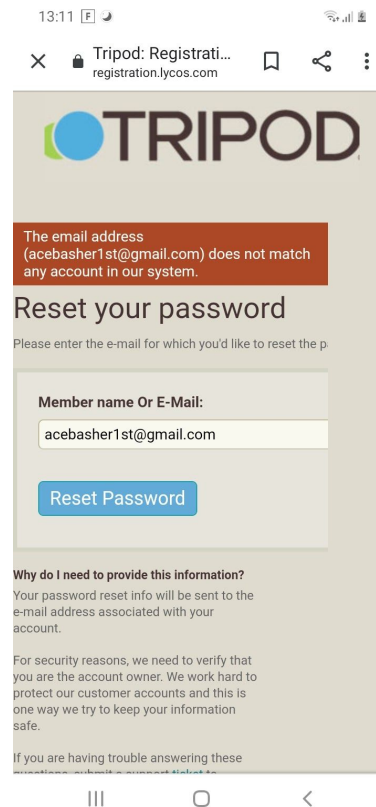 13:11 F
Tripod: Registrati...
registration.lycos.com
TRIPOD
The email address
(acebasher1st@gmail.com) does not match
any account in our system.
Reset your password
Please enter the e-mail for which you'd like to reset the p
Member name Or E-Mail:
acebasher1st@gmail.com
Reset Password
Why do I need to provide this information?
Your password reset info will be sent to the
e-mail address associated with your
account.
For security reasons, we need to verify that
you are the account owner. We work hard to
protect our customer accounts and this is
one way we try to keep your information
safe.
If you are having trouble answering these
questions, submit a support ticket to